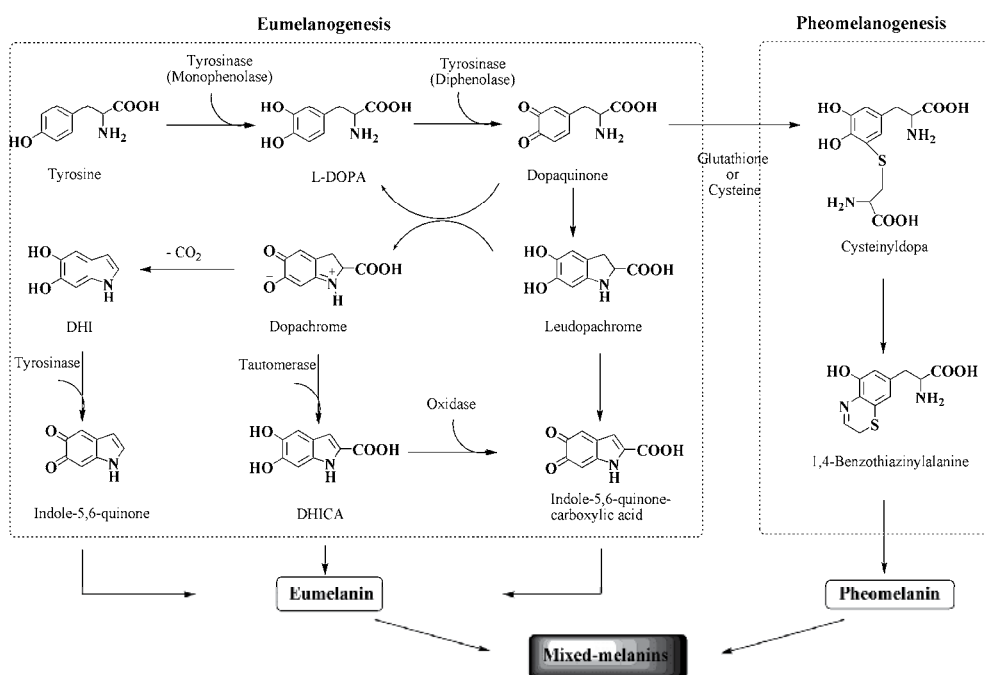 Eumelanogenesis
Pheomelanogenesis
Tyrosinase
(Monophenolase)
Tyrosinase
(Diphenolase)
HO
COOH
NH2
Tyrosine
HO
HO
COOH
NH2
L-DOPA
O
O
COOH
NH2
Dopaquinone
Glutathione
or
Cysteine
HO
HO
COOH
NH2
S
H2N
COOH
Cysteinyldopa
HO
HO
N
H
DHI
- CO2
O
O
−
+
N
H
COOH
Dopachrome
HO
HO
N
H
COOH
Leudopachrome
Tyrosinase
Tautomerase
Oxidase
O
O
N
H
Indole-5,6-quinone
HO
HO
N
H
COOH
DHICA
O
O
N
H
COOH
Indole-5,6-quinone-
carboxylic acid
HO
COOH
NH2
N
S
1,4-Benzothiazinylalanine
Eumelanin
Pheomelanin
Mixed-melanins